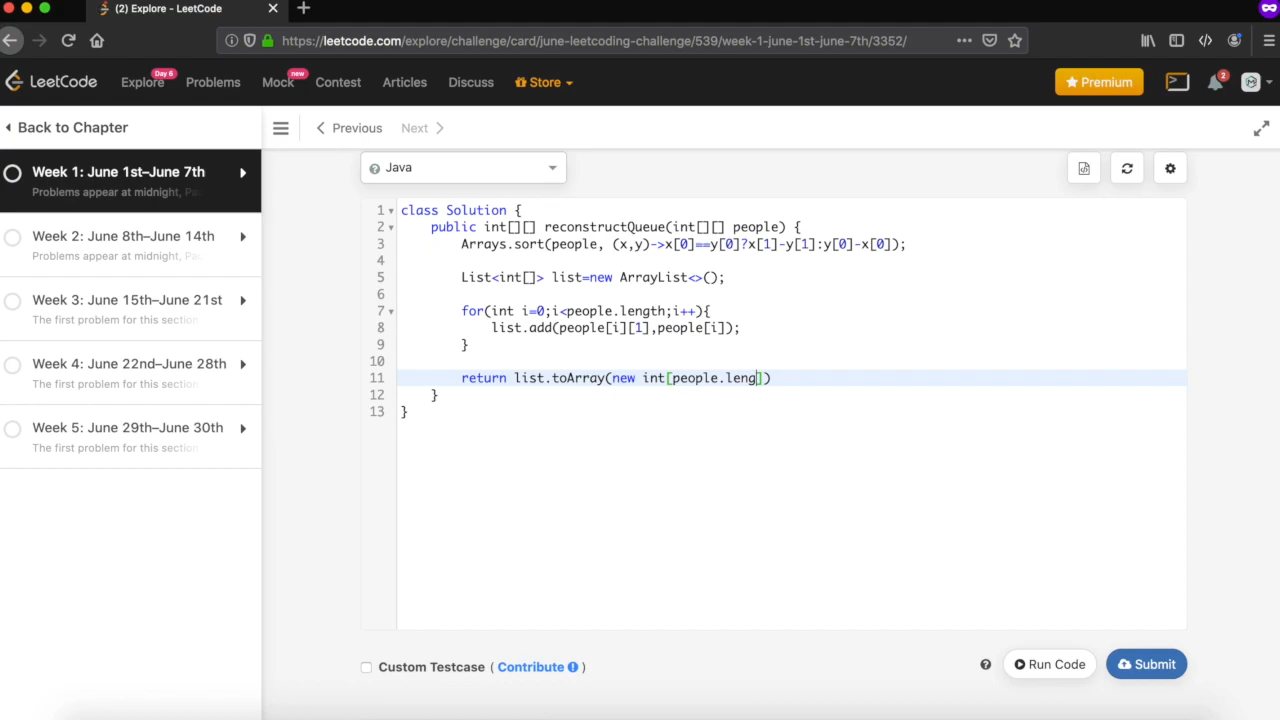 (2) Explore - LeetCode
https://leetcode.com/explore/challenge/card/june-leetcoding-challenge/539/week-1-june-1st-june-7th/3352/
LeetCode Explore Day 6 Problems Mock new Contest Articles Discuss Store Premium 2
Back to Chapter
Previous Next
Week 1: June 1st–June 7th
Problems appear at midnight,
Week 2: June 8th–June 14th
Problems appear at midnight,
Week 3: June 15th–June 21st
The first problem for this section
Week 4: June 22nd–June 28th
The first problem for this section
Week 5: June 29th–June 30th
The first problem for this section
Java
1 class Solution {
2 public int[][] reconstructQueue(int[][] people) {
3 Arrays.sort(people, (x,y)->x[0]==y[0]?x[1]-y[1]:y[0]-x[0]);
4
5 List<int[]> list=new ArrayList<>();
6
7 for(int i=0;i<people.length;i++){
8 list.add(people[i][1],people[i]);
9 }
10
11 return list.toArray(new int[people.leng])
12 }
13 }
Custom Testcase ( Contribute )
Run Code
Submit